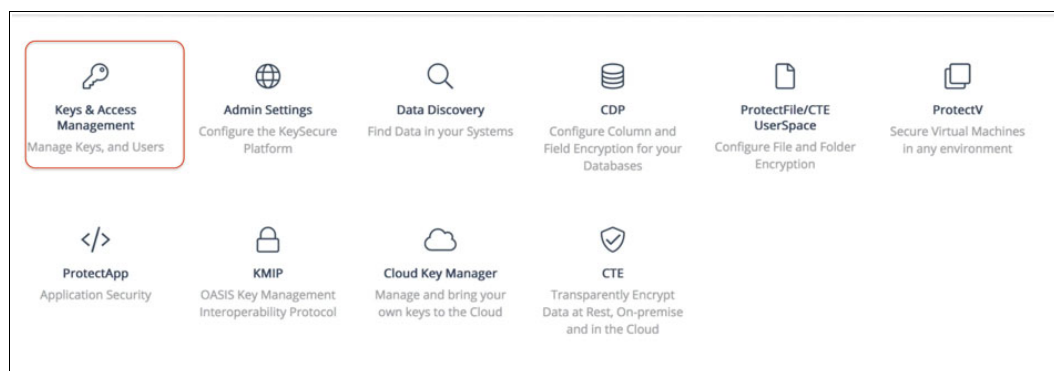 Keys & Access
Management
Manage Keys, and Users
Admin Settings
Configure the KeySecure
Platform
Data Discovery
Find Data in your Systems
CDP
Configure Column and
Field Encryption for your
Databases
ProtectFile/CTE
UserSpace
Configure File and Folder
Encryption
ProtectV
Secure Virtual Machines
in any environment
</>
ProtectApp
Application Security
KMIP
OASIS Key Management
Interoperability Protocol
Cloud Key Manager
Manage and bring your
own keys to the Cloud
CTE
Transparently Encrypt
Data at Rest, On-premise
and in the Cloud